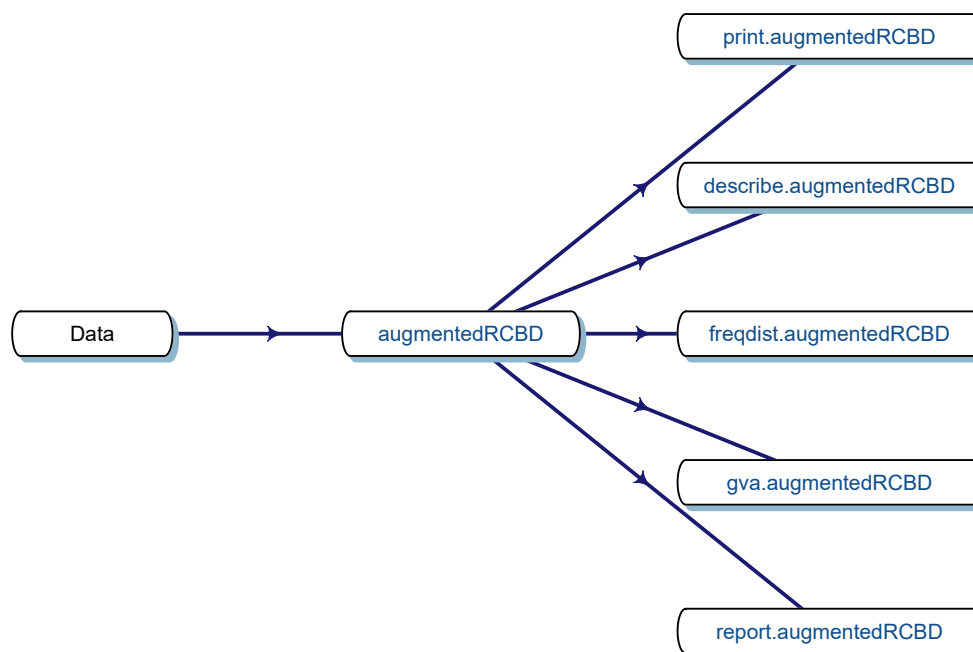 print.augmentedRCBD
describe.augmentedRCBD
Data
augmentedRCBD
freqdist.augmentedRCBD
gva.augmentedRCBD
report.augmentedRCBD